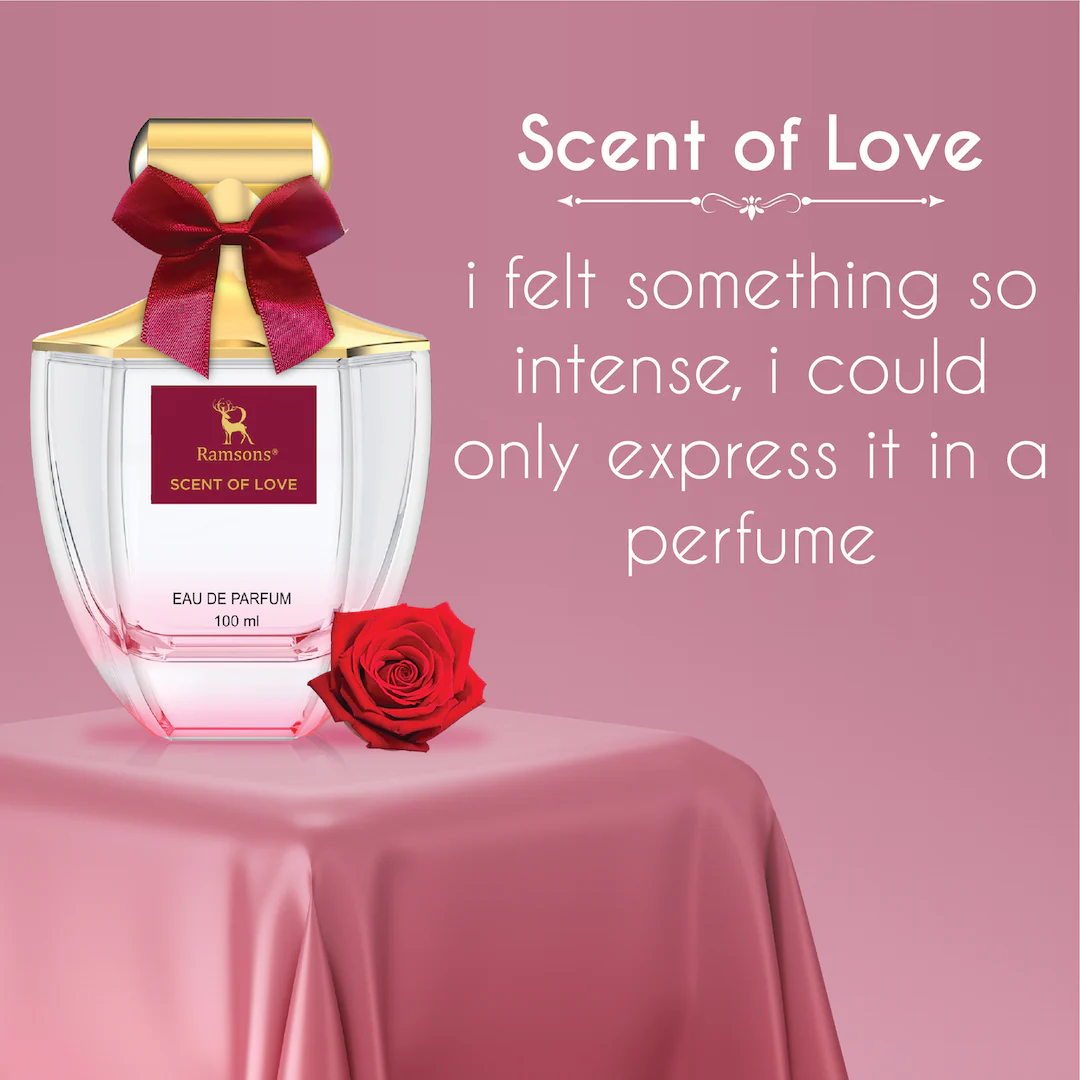 Scent of Love
i felt something so
intense, i could
only express it in a
perfume
Ramsons®
SCENT OF LOVE
EAU DE PARFUM
100 ml